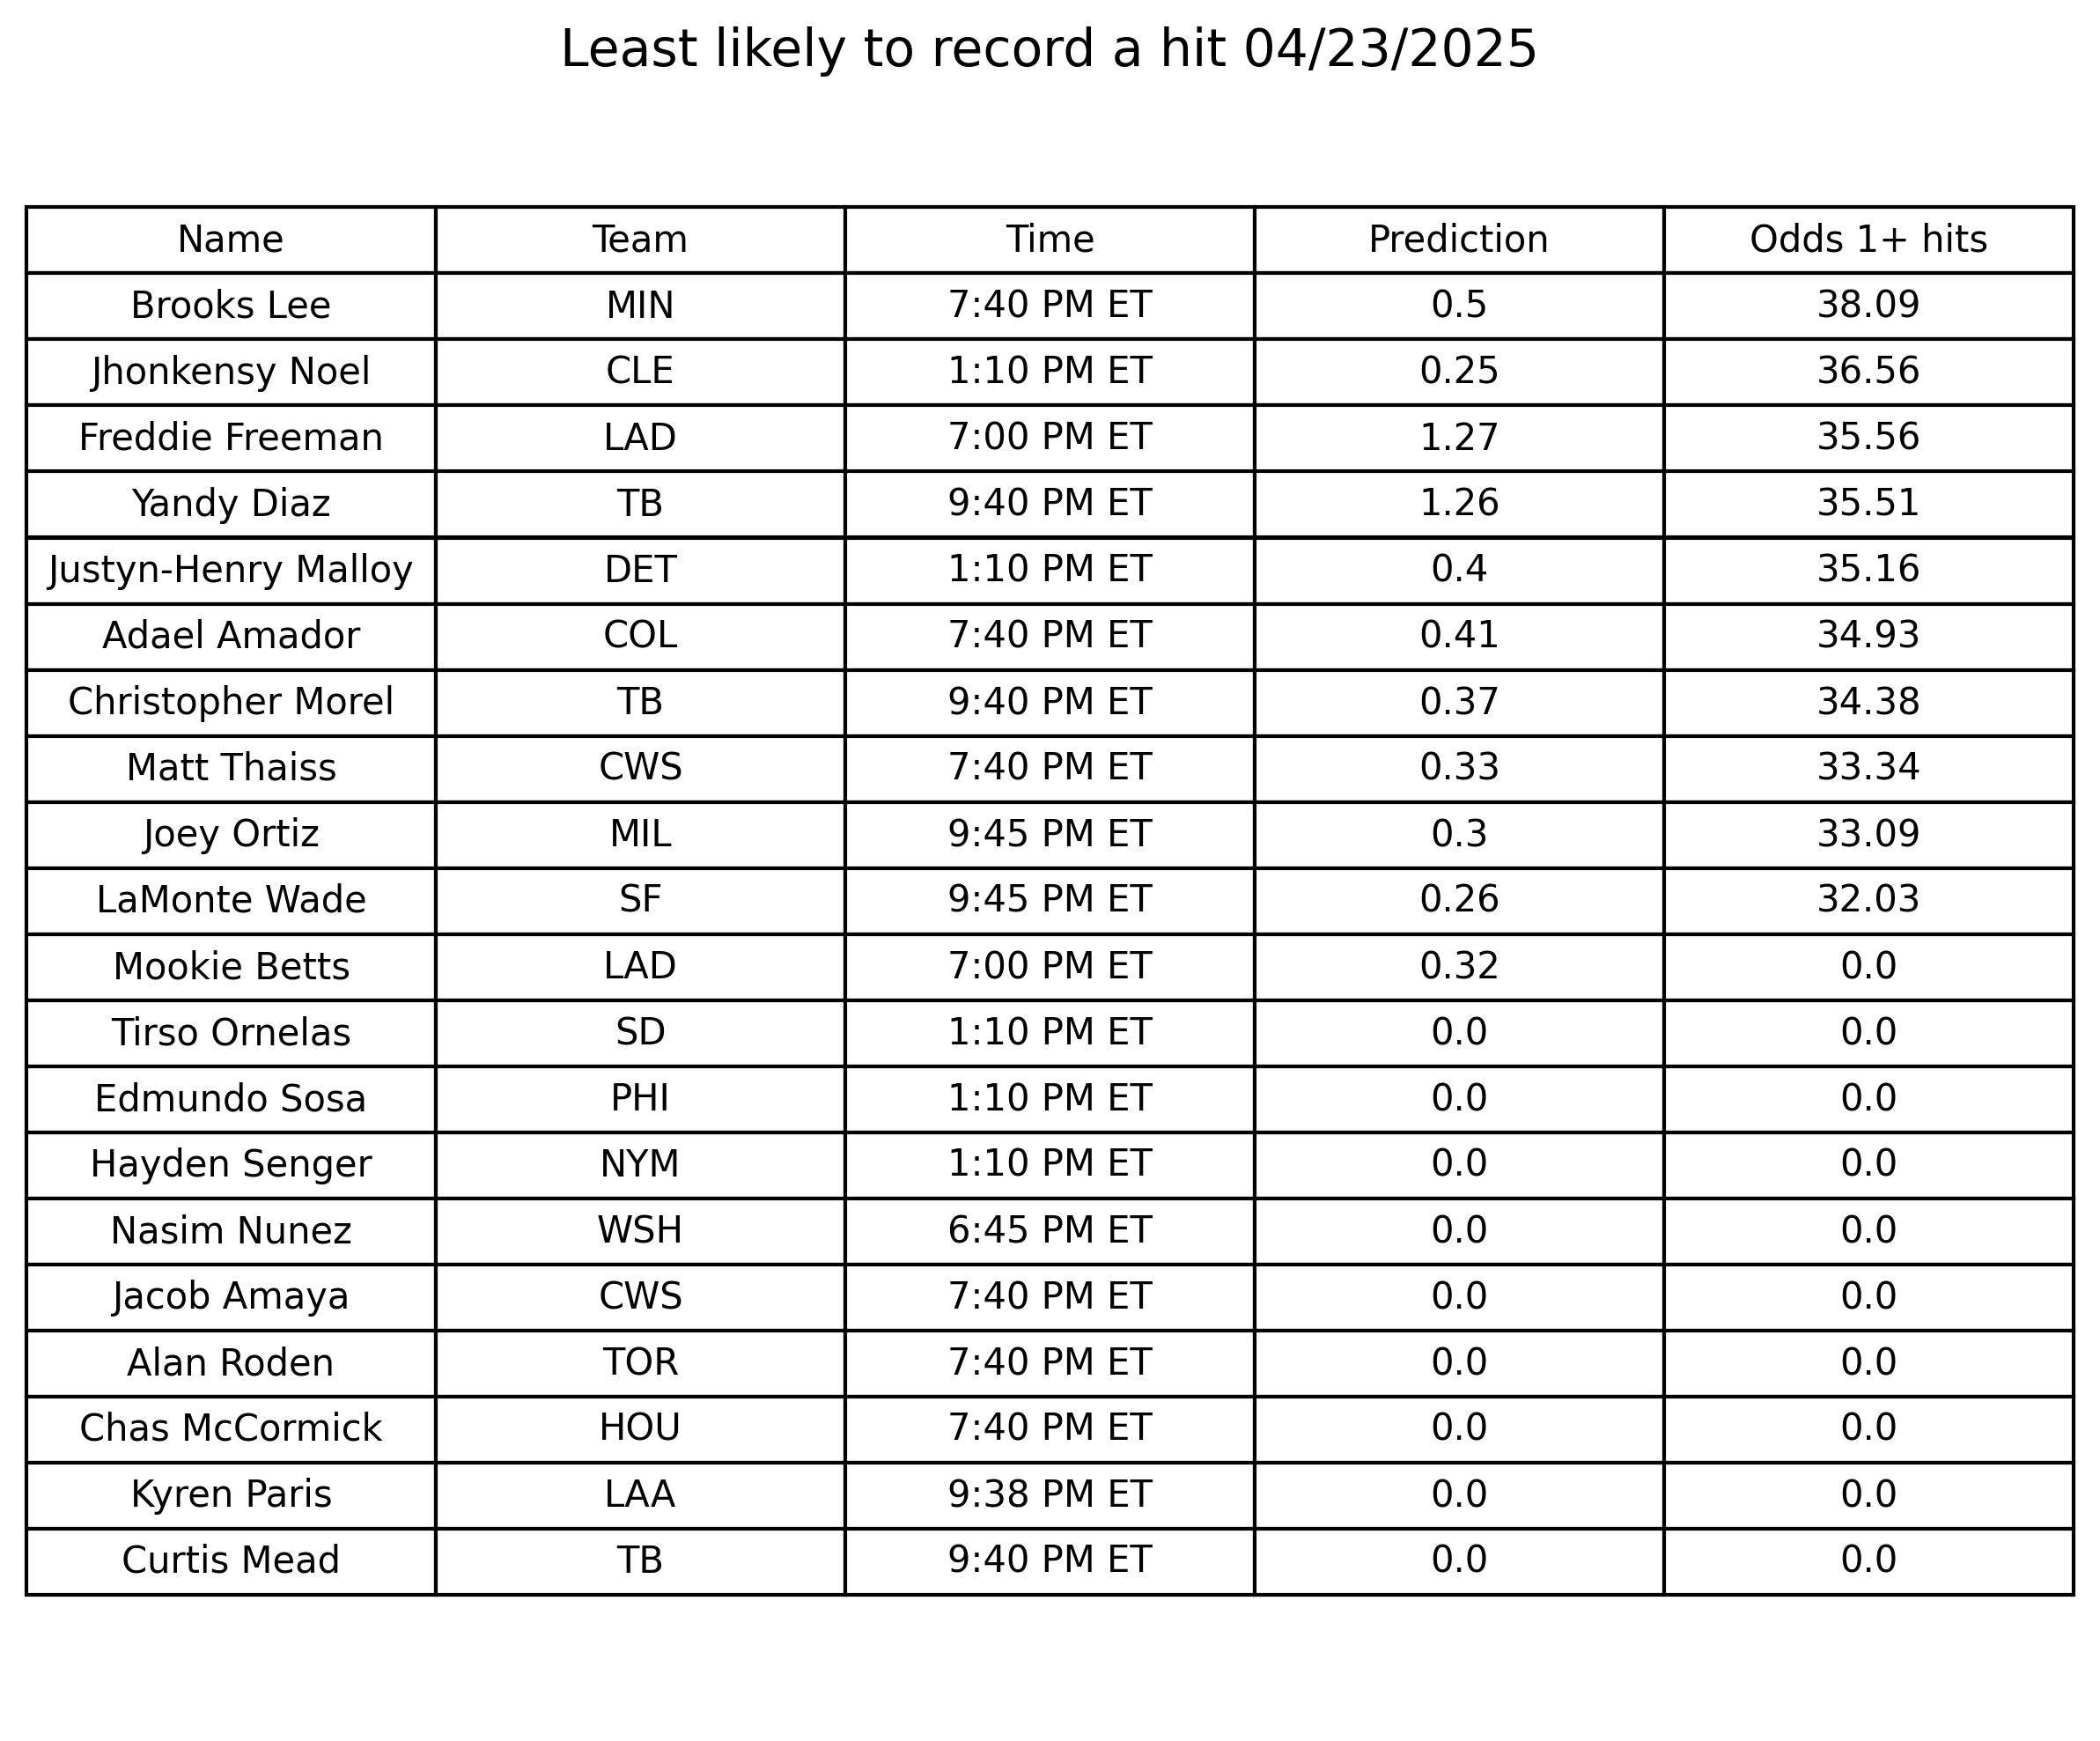 Least likely to record a hit 04/23/2025
Name Team Time Prediction Odds 1+ hits
Brooks Lee MIN 7:40 PM ET 0.5 38.09
Jhonkensy Noel CLE 1:10 PM ET 0.25 36.56
Freddie Freeman LAD 7:00 PM ET 1.27 35.56
Yandy Diaz TB 9:40 PM ET 1.26 35.51
Justyn-Henry Malloy DET 1:10 PM ET 0.4 35.16
Adael Amador COL 7:40 PM ET 0.41 34.93
Christopher Morel TB 9:40 PM ET 0.37 34.38
Matt Thaiss CWS 7:40 PM ET 0.33 33.34
Joey Ortiz MIL 9:45 PM ET 0.3 33.09
LaMonte Wade SF 9:45 PM ET 0.26 32.03
Mookie Betts LAD 7:00 PM ET 0.32 0.0
Tirso Ornelas SD 1:10 PM ET 0.0 0.0
Edmundo Sosa PHI 1:10 PM ET 0.0 0.0
Hayden Senger NYM 1:10 PM ET 0.0 0.0
Nasim Nunez WSH 6:45 PM ET 0.0 0.0
Jacob Amaya CWS 7:40 PM ET 0.0 0.0
Alan Roden TOR 7:40 PM ET 0.0 0.0
Chas McCormick HOU 7:40 PM ET 0.0 0.0
Kyren Paris LAA 9:38 PM ET 0.0 0.0
Curtis Mead TB 9:40 PM ET 0.0 0.0